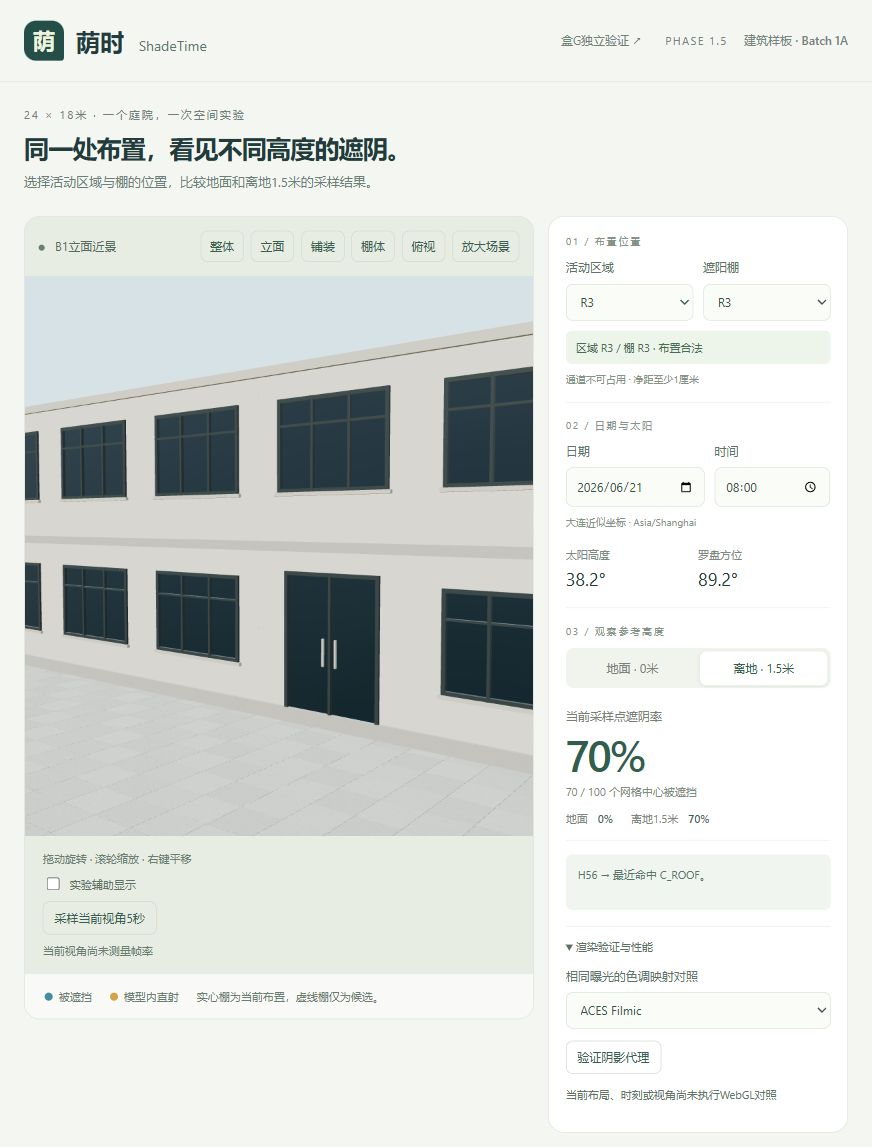 荫 荫时 ShadeTime 盒G独立验证 ↗ PHASE 1.5 建筑样板 · Batch 1A
24 × 18米 · 一个庭院，一次空间实验
同一处布置，看见不同高度的遮阴。
选择活动区域与棚的位置，比较地面和离地1.5米的采样结果。
B1立面近景 整体 立面 铺装 棚体 俯视 放大场景
拖动旋转 · 滚轮缩放 · 右键平移
实验辅助显示
采样当前视角5秒
当前视角尚未测量帧率
被遮挡 模型内直射 实心棚为当前布置，虚线棚仅为候选。
01 / 布置位置
活动区域 遮阳棚
R3 R3
区域 R3 / 棚 R3 · 布置合法
通道不可占用 · 净距至少1厘米
02 / 日期与太阳
日期 时间
2026/06/21 08:00
大连近似坐标 · Asia/Shanghai
太阳高度 罗盘方位
38.2° 89.2°
03 / 观察参考高度
地面 · 0米 离地 · 1.5米
当前采样点遮阴率
70%
70 / 100 个网格中心被遮挡
地面 0% 离地1.5米 70%
H56 → 最近命中 C_ROOF。
▾ 渲染验证与性能
相同曝光的色调映射对照
ACES Filmic
验证阴影代理
当前布局、时刻或视角尚未执行WebGL对照